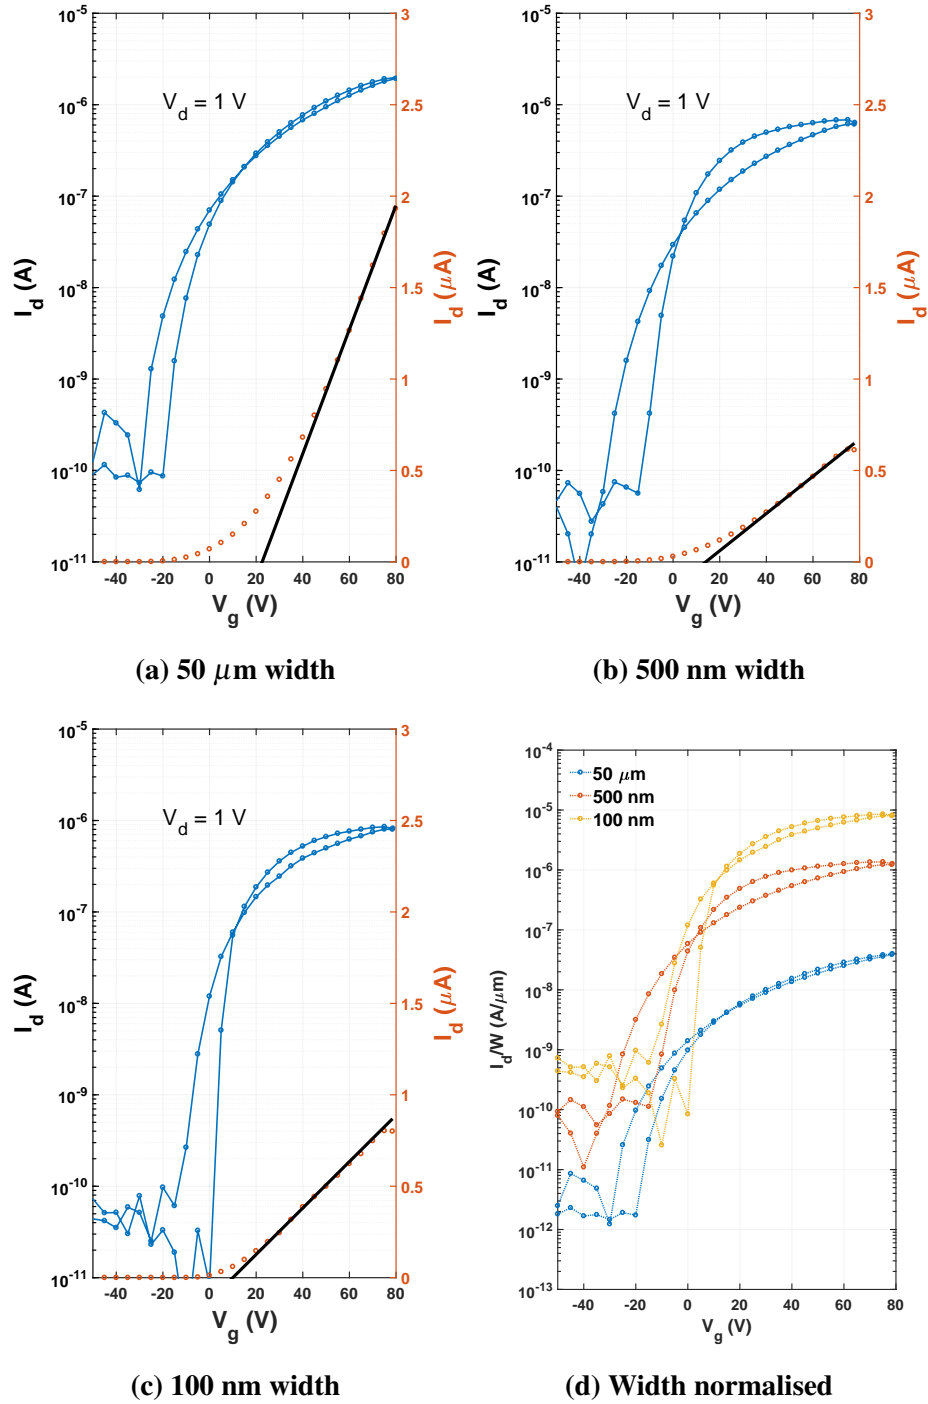 10^-5
10^-6
10^-7
10^-8
10^-9
10^-10
10^-11
I_d (A)
V_d = 1 V
3
2.5
2
1.5
1
0.5
0
I_d (μA)
-40 -20 0 20 40 60 80
V_g (V)
(a) 50 μm width
10^-5
10^-6
10^-7
10^-8
10^-9
10^-10
10^-11
I_d (A)
V_d = 1 V
3
2.5
2
1.5
1
0.5
0
I_d (μA)
-40 -20 0 20 40 60 80
V_g (V)
(b) 500 nm width
10^-5
10^-6
10^-7
10^-8
10^-9
10^-10
10^-11
I_d (A)
V_d = 1 V
3
2.5
2
1.5
1
0.5
0
I_d (μA)
-40 -20 0 20 40 60 80
V_g (V)
(c) 100 nm width
10^-4
10^-5
10^-6
10^-7
10^-8
10^-9
10^-10
10^-11
10^-12
10^-13
I_d/W (A/μm)
50 μm
500 nm
100 nm
-40 -20 0 20 40 60 80
V_g (V)
(d) Width normalised